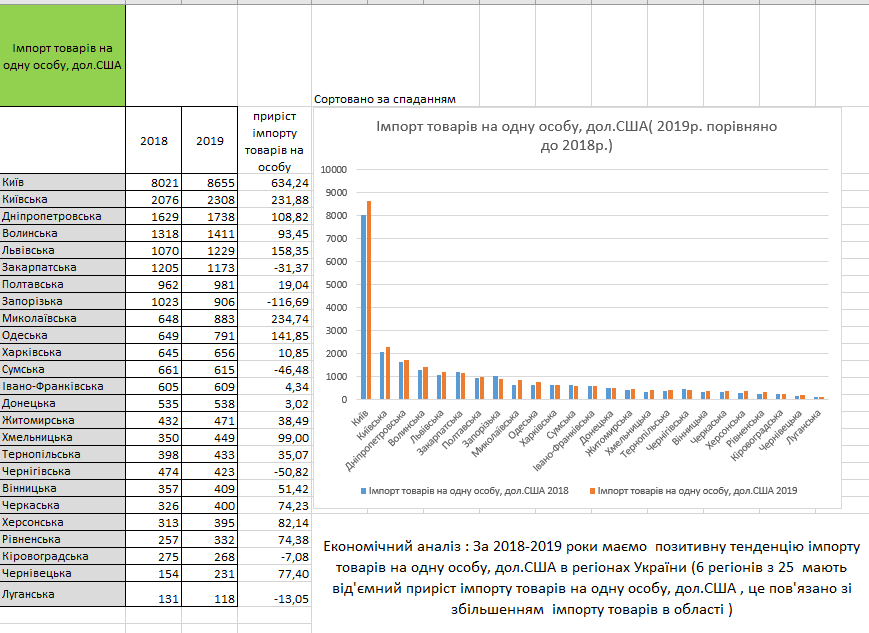 Імпорт товарів на
одну особу, дол.США
Сортовано за спаданням
2018 2019 приріст
імпорту
товарів на
особу
Київ 8021 8655 634,24
Київська 2076 2308 231,88
Дніпропетровська 1629 1738 108,82
Волинська 1318 1411 93,45
Львівська 1070 1229 158,35
Закарпатська 1205 1173 -31,37
Полтавська 962 981 19,04
Запорізька 1023 906 -116,69
Миколаївська 648 883 234,74
Одеська 649 791 141,85
Харківська 645 656 10,85
Сумська 661 615 -46,48
Івано-Франківська 605 609 4,34
Донецька 535 538 3,02
Житомирська 432 471 38,49
Хмельницька 350 449 99,00
Тернопільська 398 433 35,07
Чернігівська 474 423 -50,82
Вінницька 357 409 51,42
Черкаська 326 400 74,23
Херсонська 313 395 82,14
Рівненська 257 332 74,38
Кіровоградська 275 268 -7,08
Чернівецька 154 231 77,40
Луганська 131 118 -13,05
Імпорт товарів на одну особу, дол.США( 2019р. порівняно
до 2018р.)
10000
9000
8000
7000
6000
5000
4000
3000
2000
1000
0
Київ
Київська
Дніпропетровська
Волинська
Львівська
Закарпатська
Полтавська
Запорізька
Миколаївська
Одеська
Харківська
Сумська
Івано-Франківська
Донецька
Житомирська
Хмельницька
Тернопільська
Чернігівська
Вінницька
Черкаська
Херсонська
Рівненська
Кіровоградська
Чернівецька
Луганська
Імпорт товарів на одну особу, дол.США 2018 Імпорт товарів на одну особу, дол.США 2019
Економічний аналіз : За 2018-2019 роки маємо позитивну тенденцію імпорту
товарів на одну особу, дол.США в регіонах України (6 регіонів з 25 мають
від'ємний приріст імпорту товарів на одну особу, дол.США , це пов'язано зі
збільшенням імпорту товарів в області )